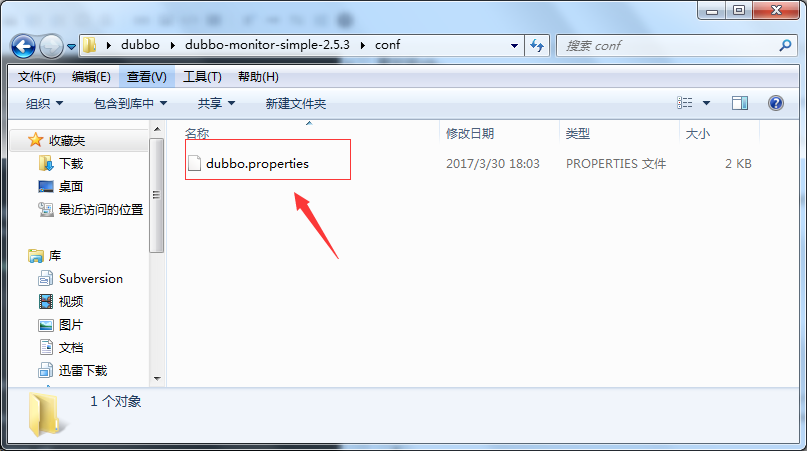 dubbo dubbo-monitor-simple-2.5.3 conf 搜索 conf
文件(F) 编辑(E) 查看(V) 工具(T) 帮助(H)
组织 包含到库中 共享 新建文件夹
名称 修改日期 类型 大小
dubbo.properties 2017/3/30 18:03 PROPERTIES 文件 2 KB
收藏夹
下载
桌面
最近访问的位置
库
Subversion
视频
图片
文档
迅雷下载
1 个对象